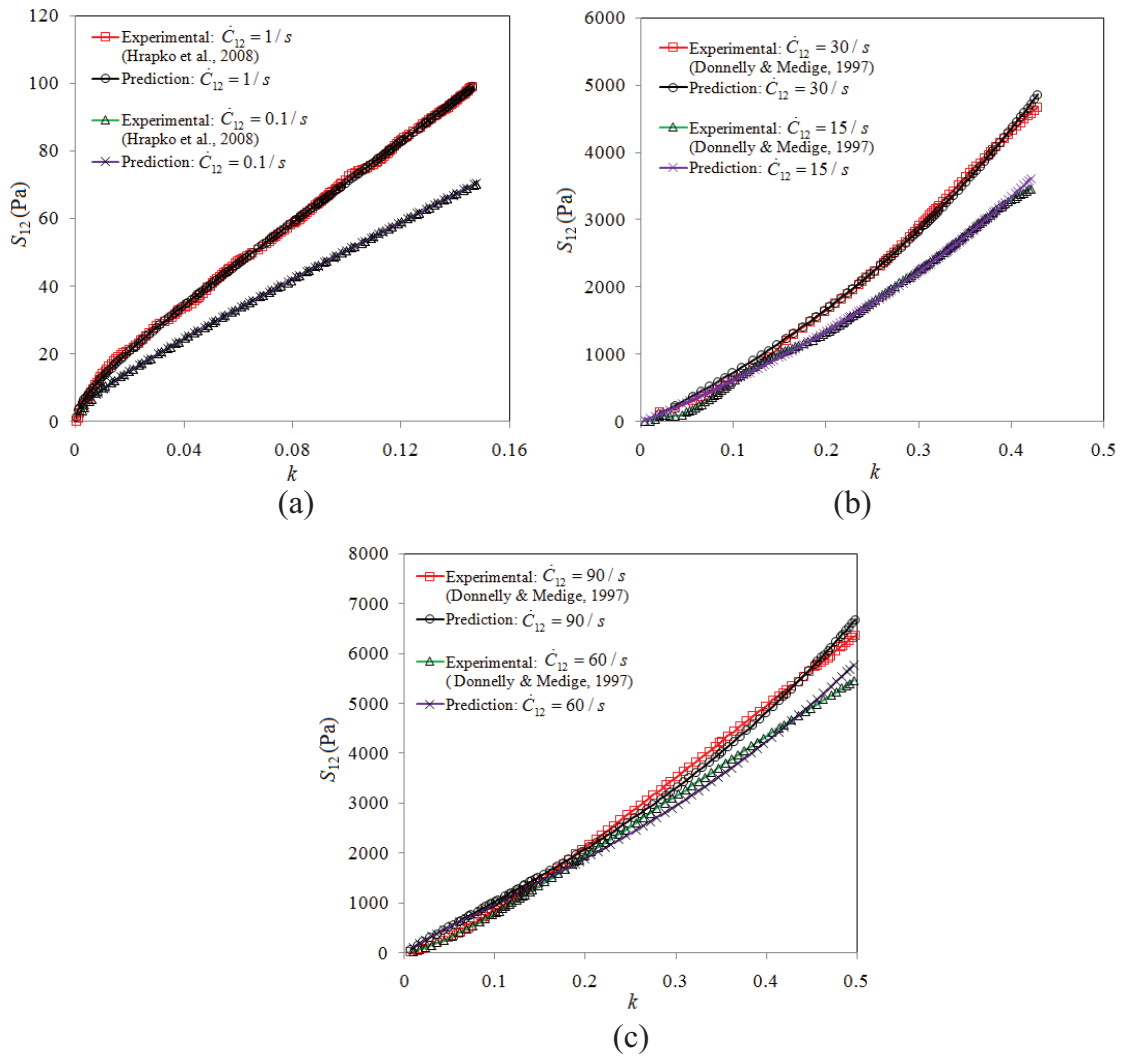 120
100
80
60
40
20
0
0
0.04
0.08
0.12
0.16
S12 (Pa)
k
Experimental: Ċ12 = 1/ s
(Hrapko et al., 2008)
Prediction: Ċ12 = 1/ s
Experimental: Ċ12 = 0.1/ s
(Hrapko et al., 2008)
Prediction: Ċ12 = 0.1/ s
(a)
6000
5000
4000
3000
2000
1000
0
0
0.1
0.2
0.3
0.4
0.5
S12 (Pa)
k
Experimental: Ċ12 = 30/ s
(Donnelly & Medige, 1997)
Prediction: Ċ12 = 30/ s
Experimental: Ċ12 = 15/ s
(Donnelly & Medige, 1997)
Prediction: Ċ12 = 15/ s
(b)
8000
7000
6000
5000
4000
3000
2000
1000
0
0
0.1
0.2
0.3
0.4
0.5
S12 (Pa)
k
Experimental: Ċ12 = 90/ s
(Donnelly & Medige, 1997)
Prediction: Ċ12 = 90/ s
Experimental: Ċ12 = 60/ s
( Donnelly & Medige, 1997)
Prediction: Ċ12 = 60/ s
(c)